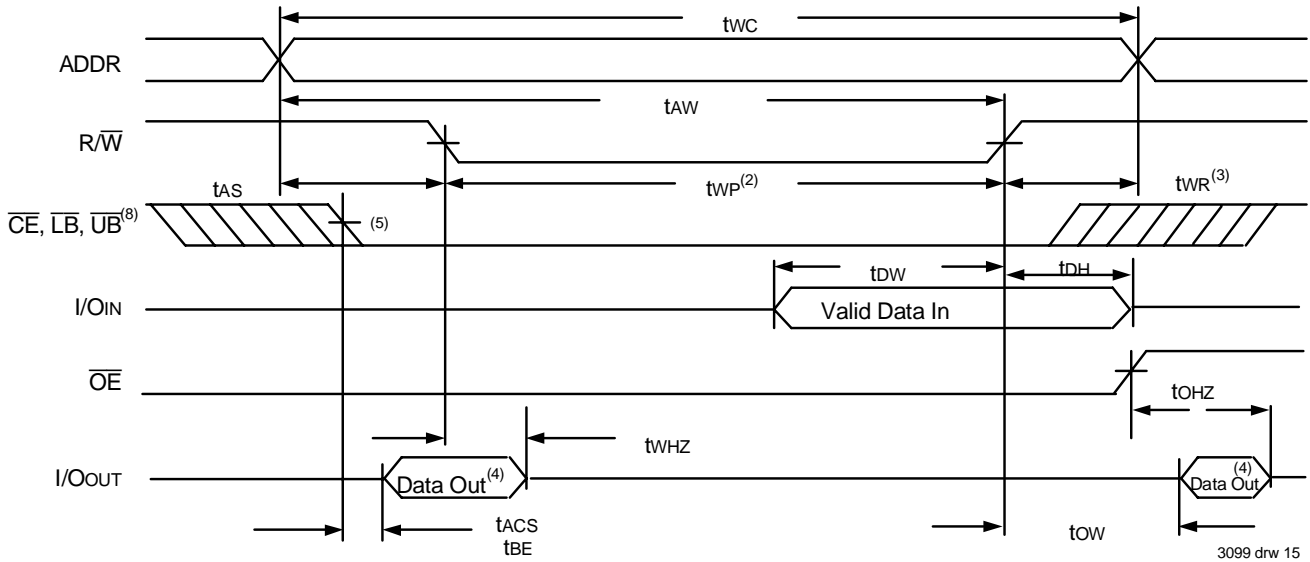 tWC
ADDR
tAW
R/W
tAS
tWP(2)
tWR(3)
CE, LB, UB(8)
(5)
tDW
tDH
I/OIN
Valid Data In
OE
tOHZ
tWHZ
I/OOUT
Data Out(4)
(4)
Data Out
tACS
tBE
tOW
3099 drw 15